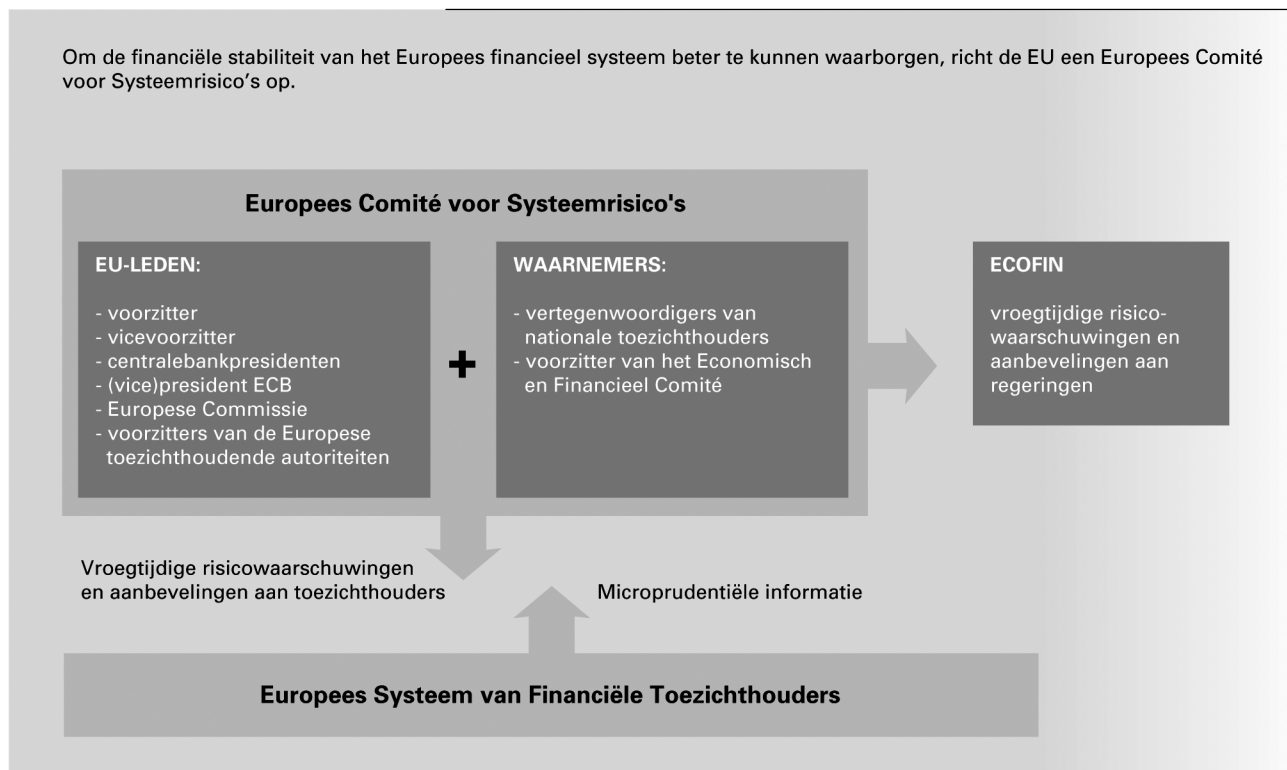 Om de financiële stabiliteit van het Europees financieel systeem beter te kunnen waarborgen, richt de EU een Europees Comité
voor Systeemrisico's op.
Europees Comité voor Systeemrisico's
EU-LEDEN:
- voorzitter
- vicevoorzitter
- centralebankpresidenten
- (vice)president ECB
- Europese Commissie
- voorzitters van de Europese
toezichthoudende autoriteiten
+
WAARNEMERS:
- vertegenwoordigers van
nationale toezichthouders
- voorzitter van het Economisch
en Financieel Comité
ECOFIN
vroegtijdige risico-
waarschuwingen en
aanbevelingen aan
regeringen
Vroegtijdige risicowaarschuwingen
en aanbevelingen aan toezichthouders
Microprudentiële informatie
Europees Systeem van Financiële Toezichthouders